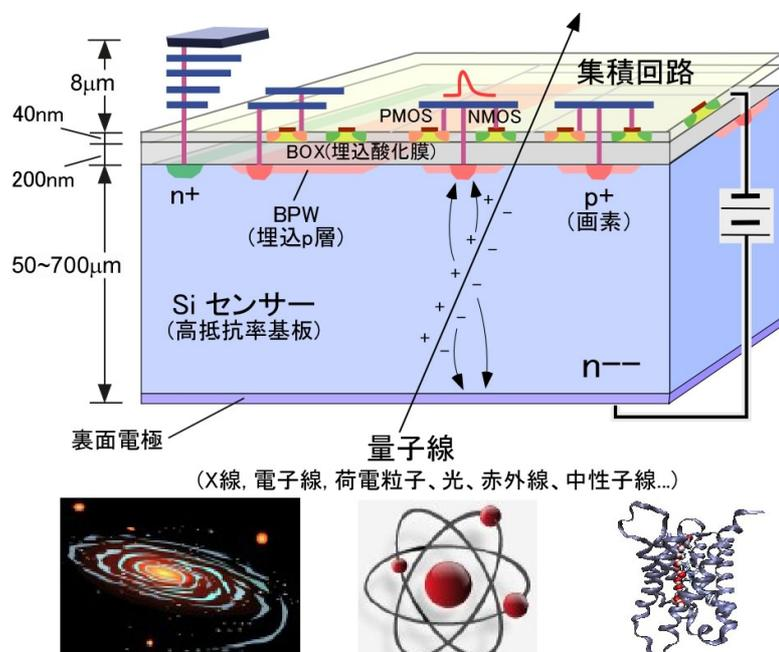 集積回路
8μm
40nm
PMOS
NMOS
BOX(埋込酸化膜)
200nm
n+
BPW
(埋込p層)
p+
(画素)
50~700μm
Si センサー
(高抵抗率基板)
n−−
裏面電極
量子線
(X線, 電子線, 荷電粒子、光、赤外線、中性子線...)